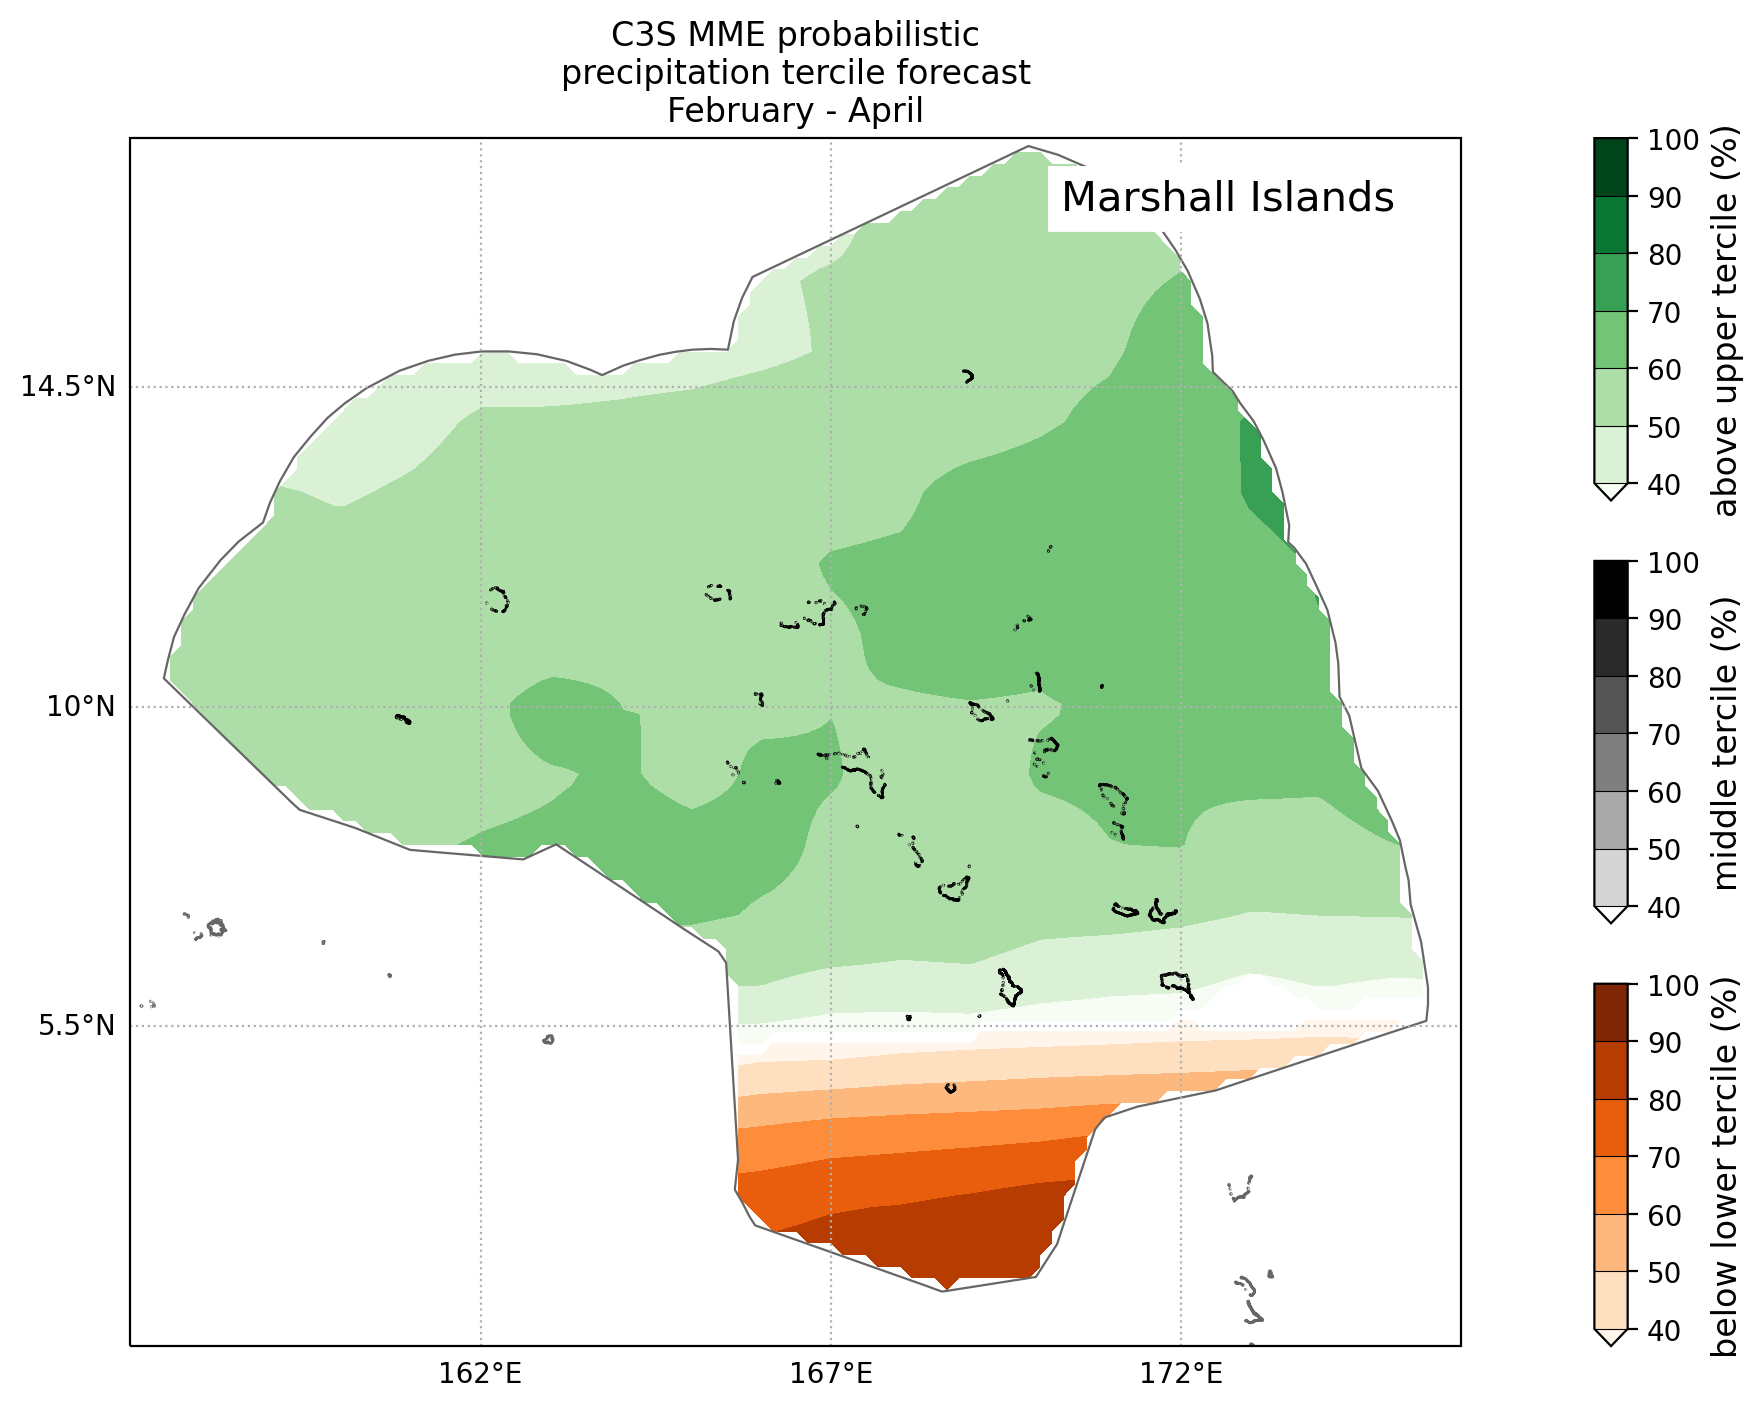 C3S MME probabilistic
precipitation tercile forecast
February - April
Marshall Islands
14.5°N
10°N
5.5°N
162°E
167°E
172°E
100
90
80
70
60
50
40
above upper tercile (%)
100
90
80
70
60
50
40
middle tercile (%)
100
90
80
70
60
50
40
below lower tercile (%)